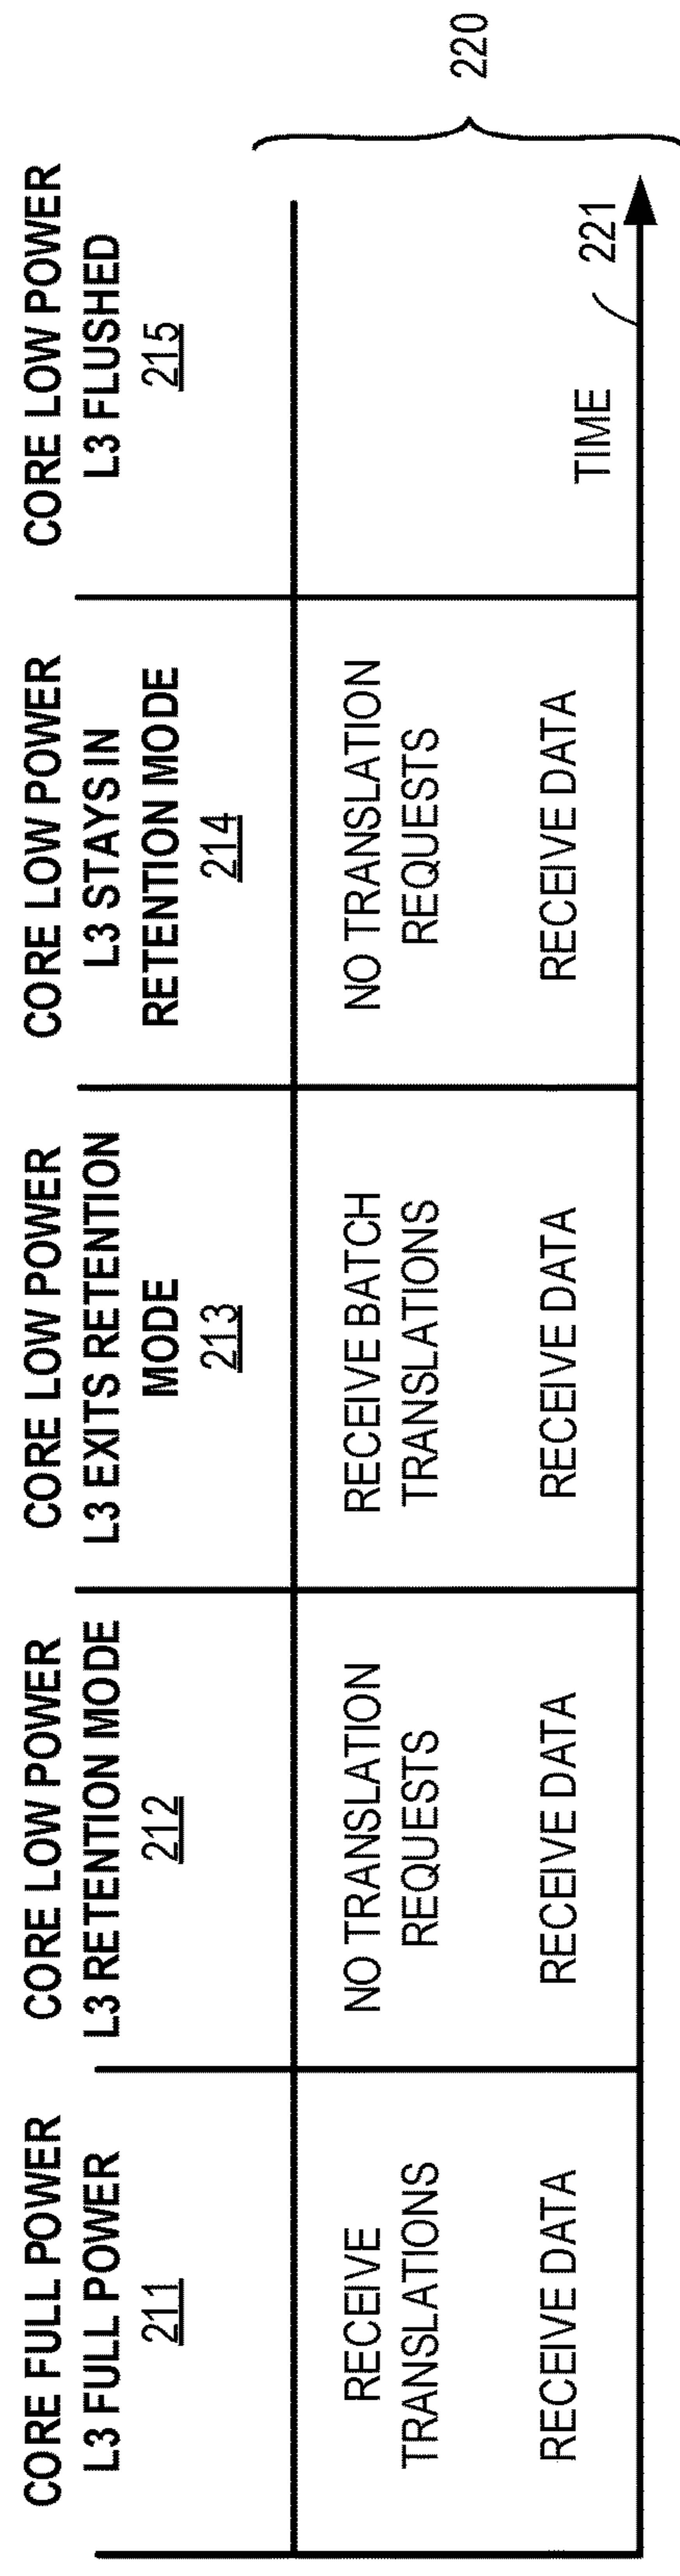 CORE FULL POWER
L3 FULL POWER
211
CORE LOW POWER
L3 RETENTION MODE
212
CORE LOW POWER
L3 EXITS RETENTION
MODE
213
CORE LOW POWER
L3 STAYS IN
RETENTION MODE
214
CORE LOW POWER
L3 FLUSHED
215
RECEIVE
TRANSLATIONS
RECEIVE DATA
NO TRANSLATION
REQUESTS
RECEIVE DATA
RECEIVE BATCH
TRANSLATIONS
RECEIVE DATA
NO TRANSLATION
REQUESTS
RECEIVE DATA
TIME
221
220